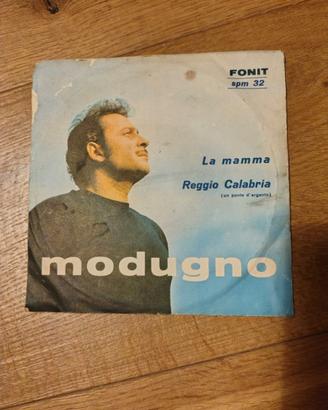 FONIT
spm 32
La mamma
Reggio Calabria
(un ponte d'argento)
modugno